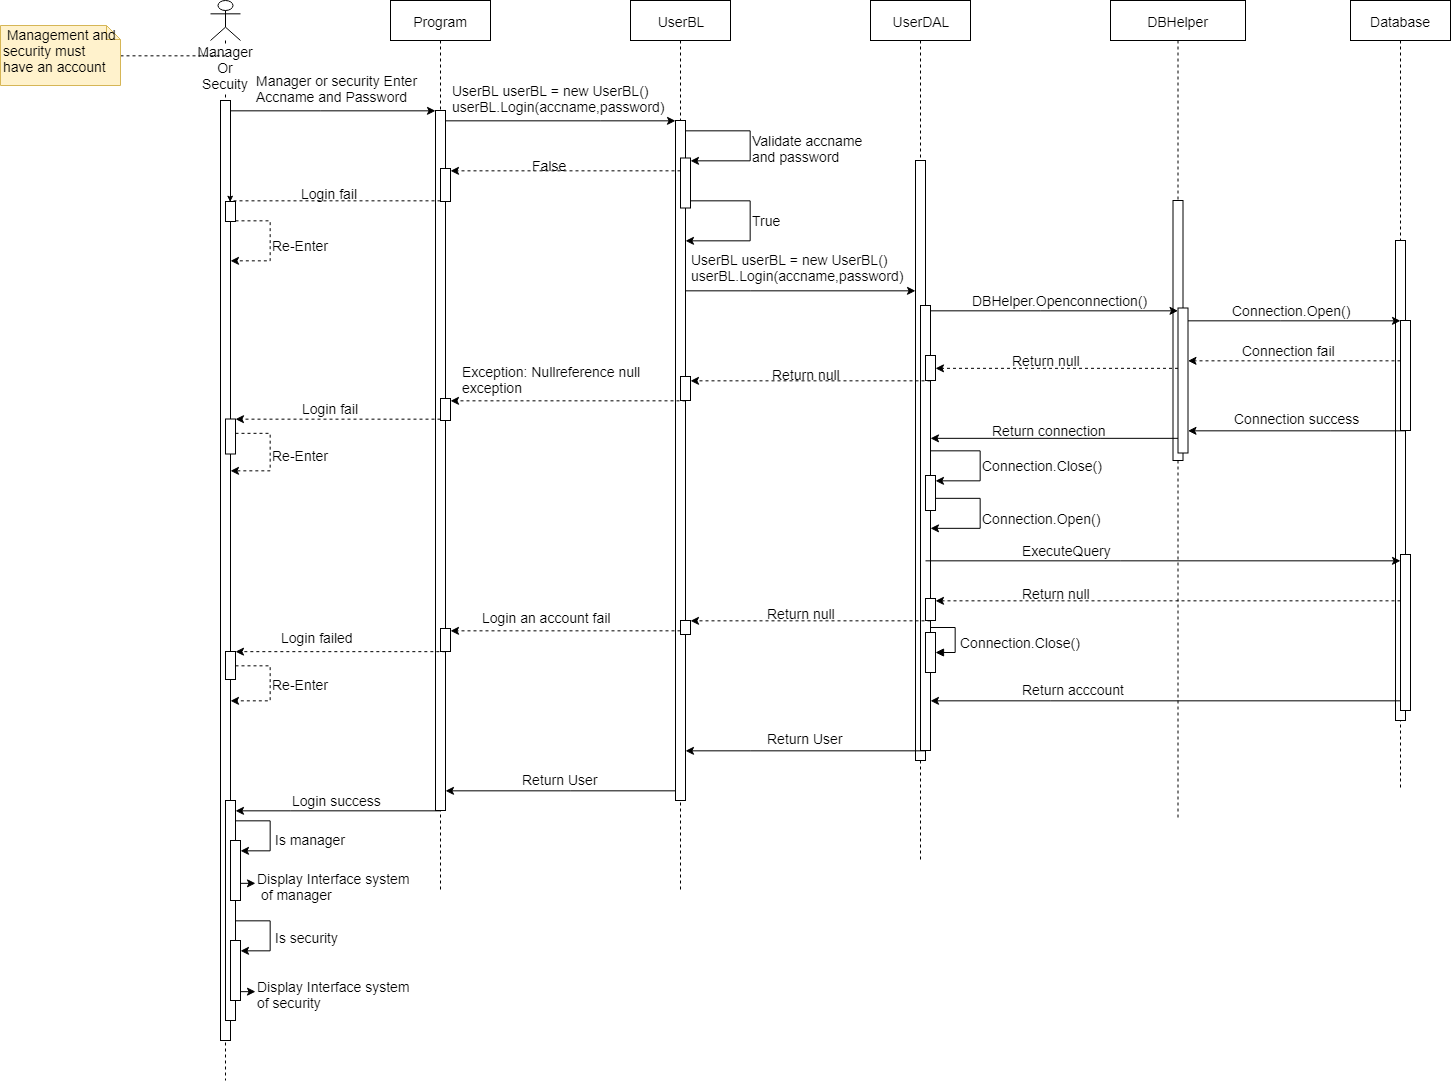 Management and
security must
have an account
Manager
Or
Secuity
Program
UserBL
UserDAL
DBHelper
Database
Manager or security Enter
Accname and Password
UserBL userBL = new UserBL()
userBL.Login(accname,password)
Validate accname
and password
False
Login fail
True
Re-Enter
UserBL userBL = new UserBL()
userBL.Login(accname,password)
DBHelper.Openconnection()
Connection.Open()
Connection fail
Return null
Return null
Exception: Nullreference null
exception
Login fail
Connection success
Return connection
Re-Enter
Connection.Close()
Connection.Open()
ExecuteQuery
Return null
Return null
Login an account fail
Login failed
Connection.Close()
Re-Enter
Return acccount
Return User
Return User
Login success
Is manager
Display Interface system
of manager
Is security
Display Interface system
of security